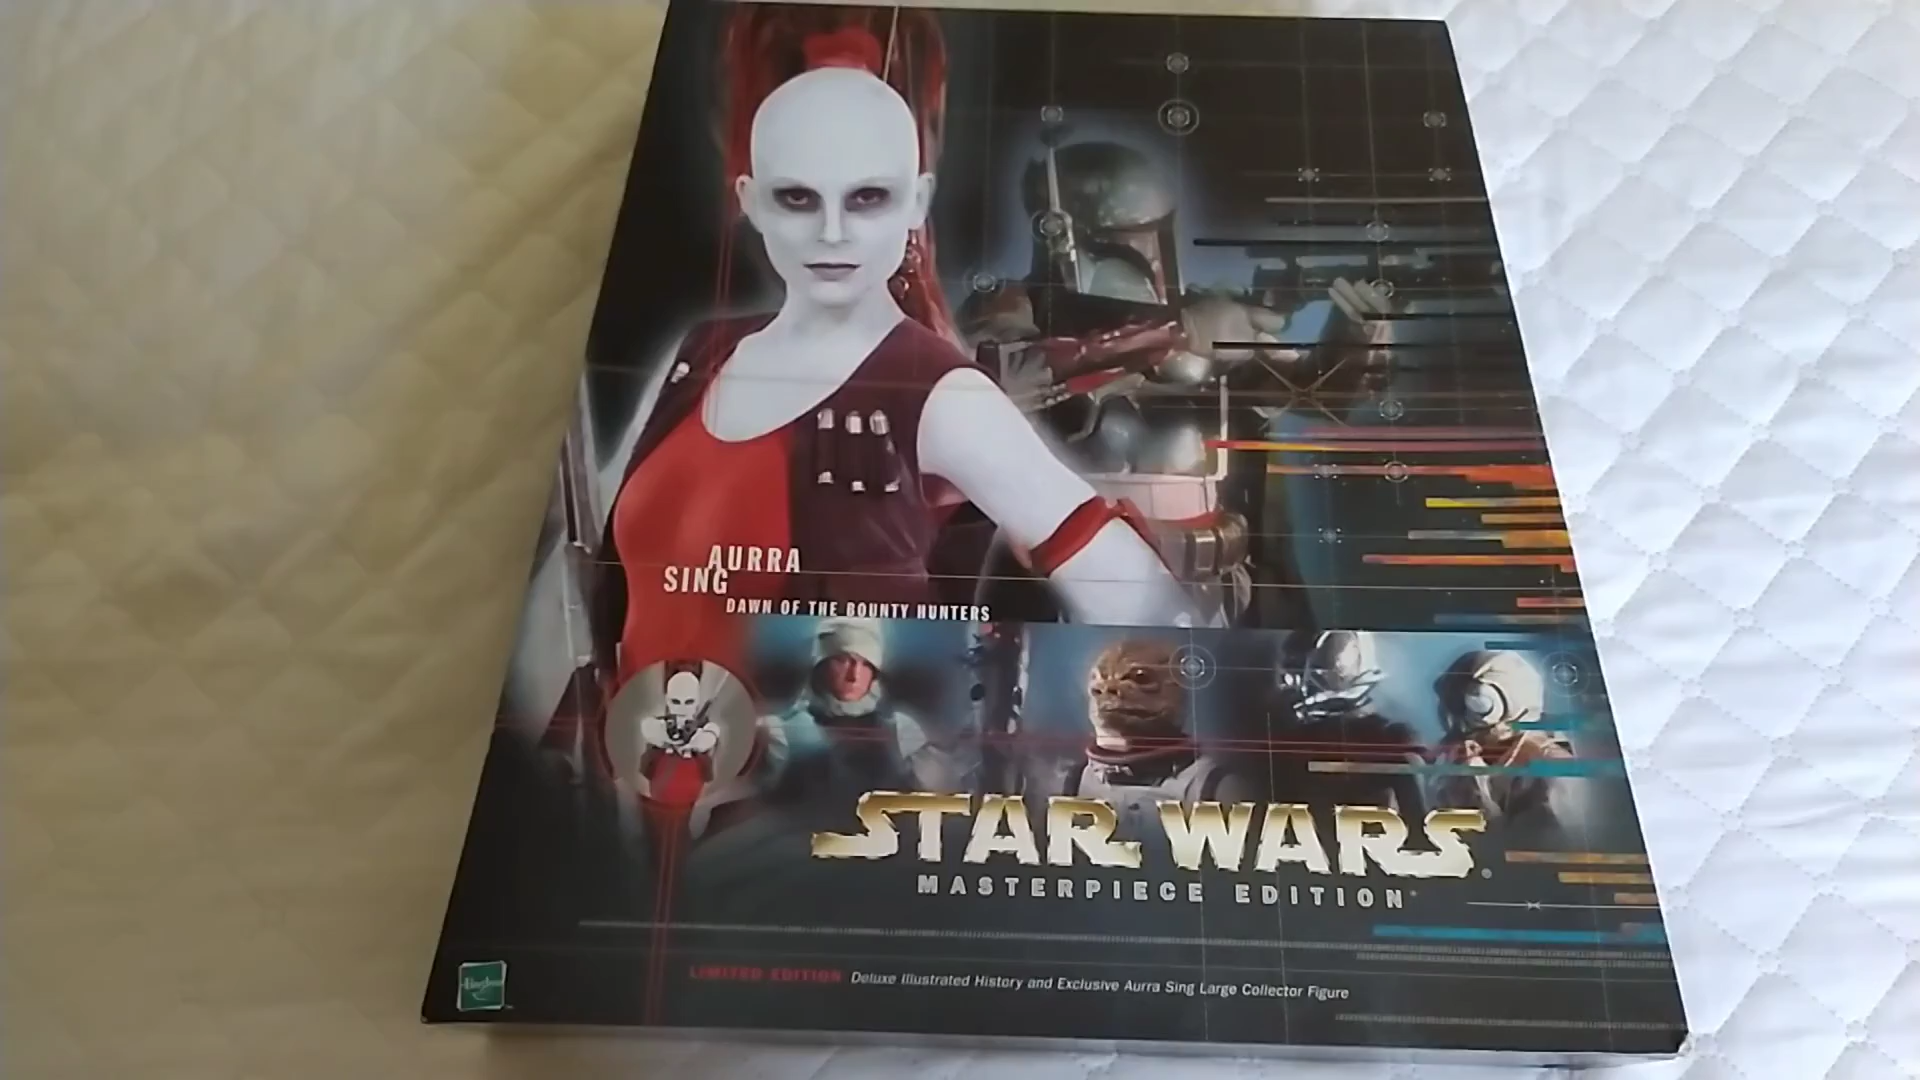 AURRA
SING
DAWN OF THE BOUNTY HUNTERS
STAR WARS®
MASTERPIECE EDITION
LIMITED EDITION Deluxe Illustrated History and Exclusive Aurra Sing Large Collector Figure
Hasbro